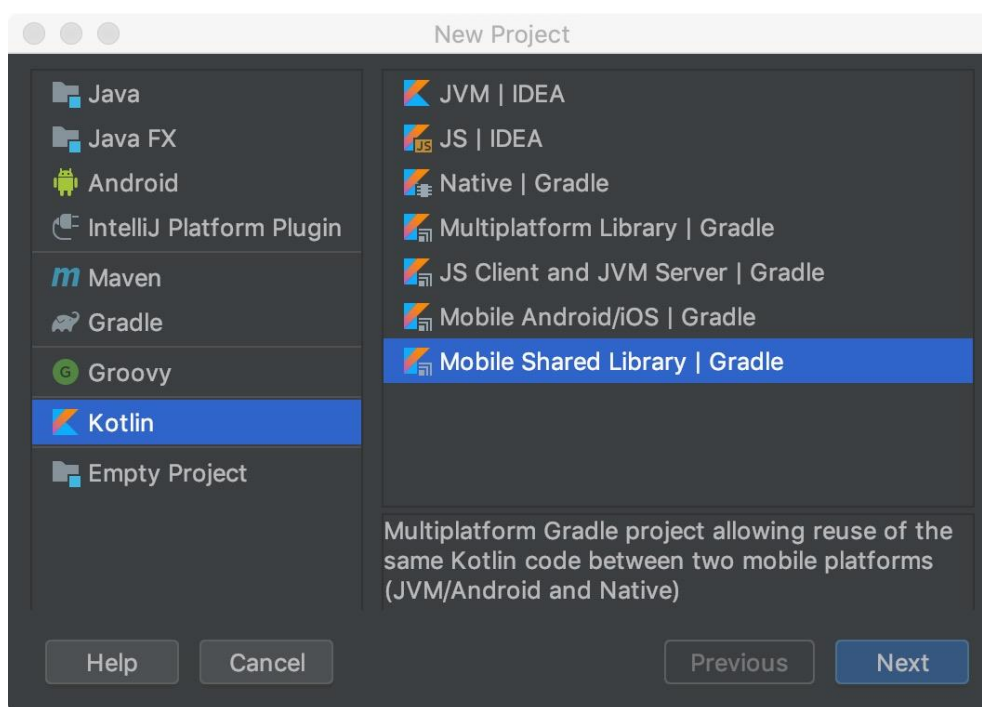 New Project
Java
Java FX
Android
IntelliJ Platform Plugin
m Maven
Gradle
G Groovy
Kotlin
Empty Project
JVM | IDEA
JS JS | IDEA
Native | Gradle
Multiplatform Library | Gradle
JS Client and JVM Server | Gradle
Mobile Android/iOS | Gradle
Mobile Shared Library | Gradle
Multiplatform Gradle project allowing reuse of the
same Kotlin code between two mobile platforms
(JVM/Android and Native)
Help
Cancel
Previous
Next